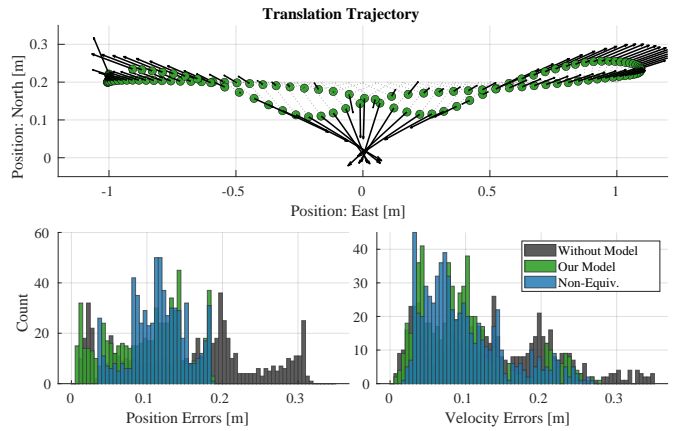 Translation Trajectory
Position: North [m]
0.3
0.2
0.1
0
-1
-0.5
0
0.5
1
Position: East [m]
Count
60
40
20
0
0
0.1
0.2
0.3
Position Errors [m]
40
30
20
10
0
0
0.1
0.2
0.3
Velocity Errors [m]
Without Model
Our Model
Non-Equiv.